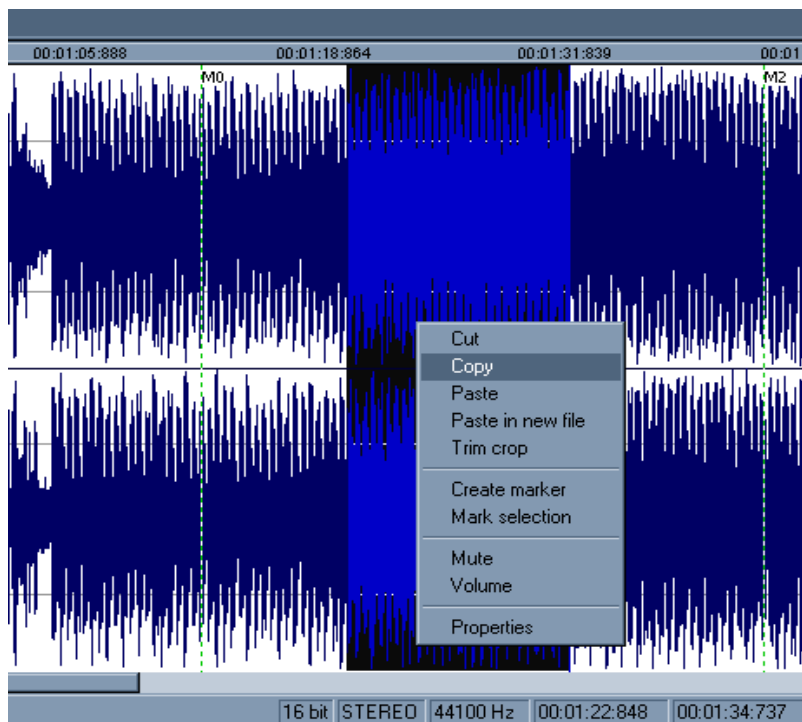 00:01:05:888 00:01:18:864 00:01:31:839 00:01
M0 M2
Cut
Copy
Paste
Paste in new file
Trim crop
Create marker
Mark selection
Mute
Volume
Properties
16 bit STEREO 44100 Hz 00:01:22:848 00:01:34:737